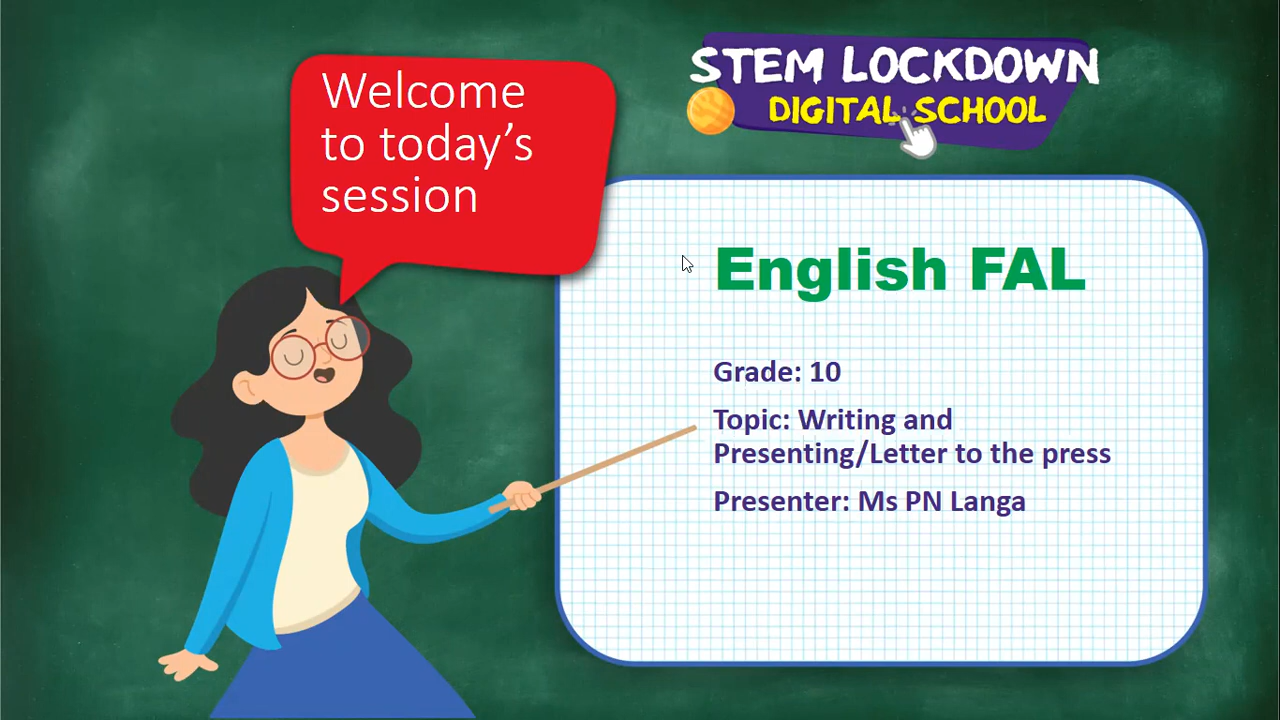 STEM LOCKDOWN
DIGITAL SCHOOL
Welcome
to today’s
session
English FAL
Grade: 10
Topic: Writing and
Presenting/Letter to the press
Presenter: Ms PN Langa